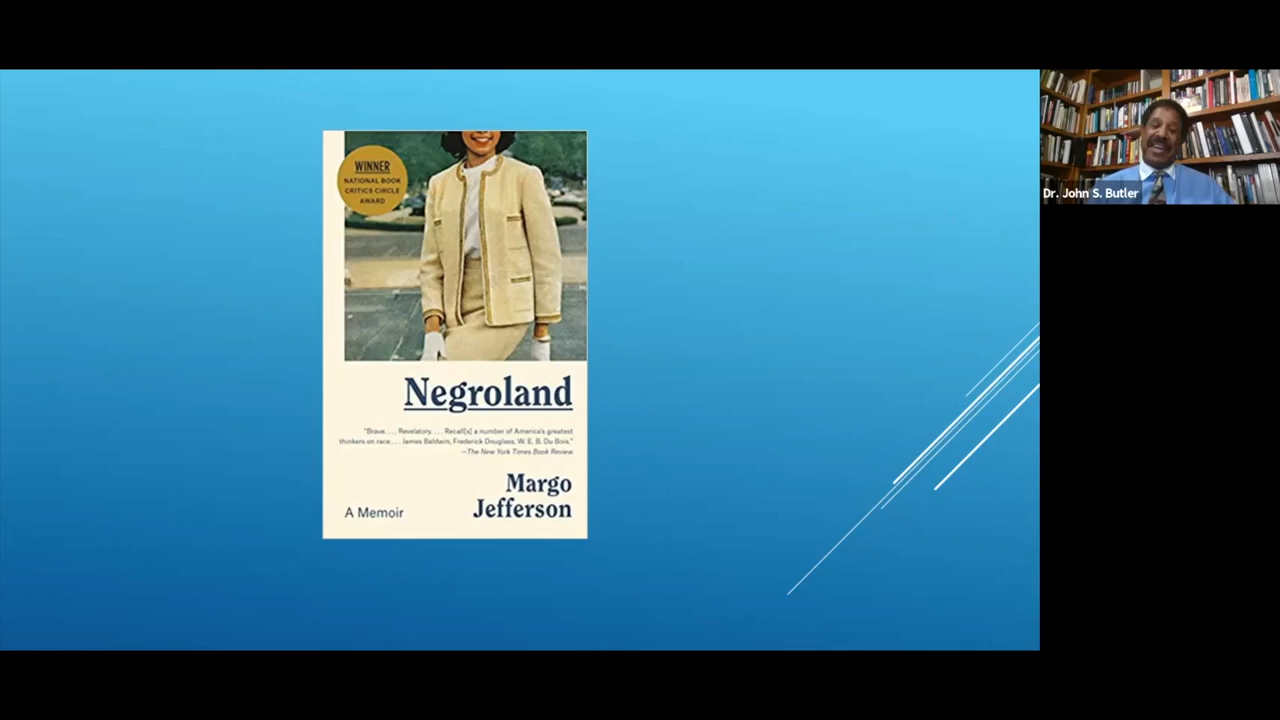 WINNER
NATIONAL BOOK
CRITICS CIRCLE
AWARD
Negroland
"Brave. . . . Revelatory. . . . Recall[s] a number of America's greatest
thinkers on race . . . James Baldwin, Frederick Douglass, W. E. B. Du Bois."
—The New York Times Book Review
Margo
Jefferson
A Memoir
Dr. John S. Butler